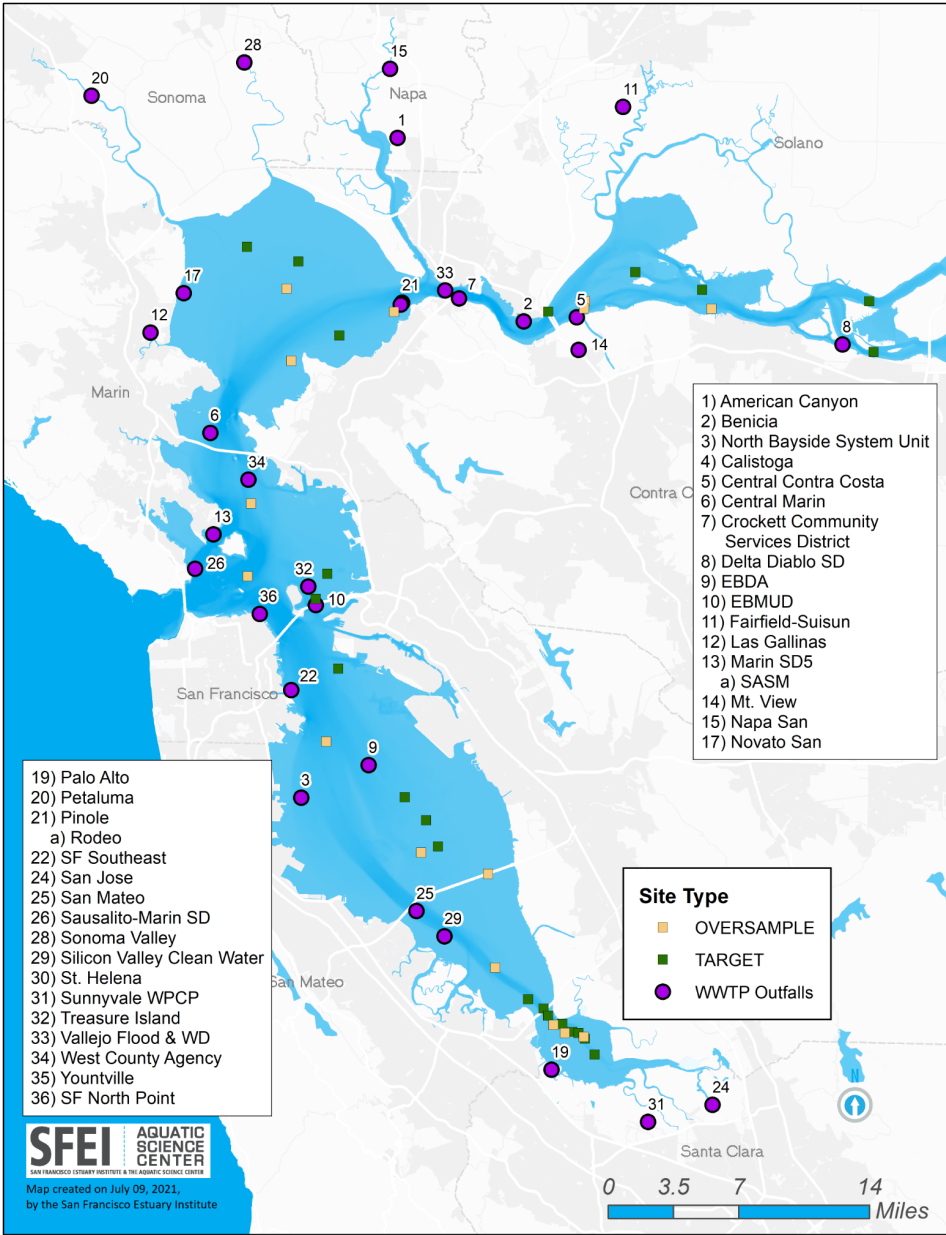 28
15
20
Sonoma
Napa
11
1
Solano
17
21
33
7
2
5
12
14
8
Marin
6
34
13
26
32
36
10
1) American Canyon
2) Benicia
3) North Bayside System Unit
4) Calistoga
5) Central Contra Costa
6) Central Marin
7) Crockett Community
Services District
8) Delta Diablo SD
9) EBDA
10) EBMUD
11) Fairfield-Suisun
12) Las Gallinas
13) Marin SD5
a) SASM
14) Mt. View
15) Napa San
17) Novato San
Contra C
San Francisco
22
9
3
25
29
San Mateo
19
24
31
Santa Clara
19) Palo Alto
20) Petaluma
21) Pinole
a) Rodeo
22) SF Southeast
24) San Jose
25) San Mateo
26) Sausalito-Marin SD
28) Sonoma Valley
29) Silicon Valley Clean Water
30) St. Helena
31) Sunnyvale WPCP
32) Treasure Island
33) Vallejo Flood & WD
34) West County Agency
35) Yountville
36) SF North Point
Site Type
OVERSAMPLE
TARGET
WWTP Outfalls
N
SFEI
AQUATIC
SCIENCE
CENTER
SAN FRANCISCO ESTUARY INSTITUTE & THE AQUATIC SCIENCE CENTER
Map created on July 09, 2021,
by the San Francisco Estuary Institute
0 3.5 7 14
Miles